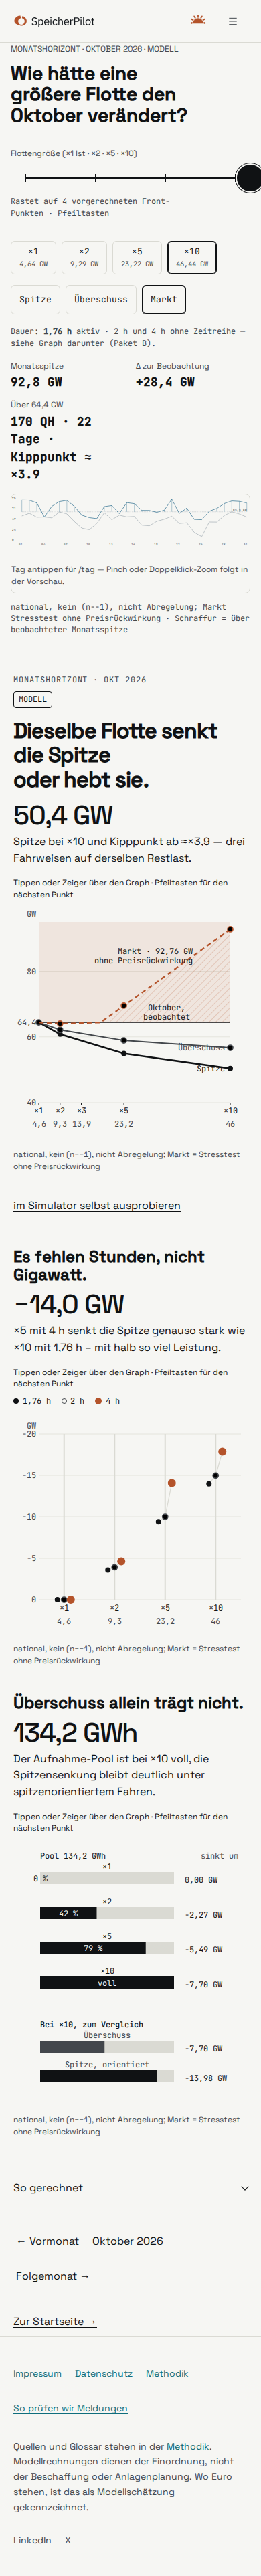 SpeicherPilot
MONATSHORIZONT · OKTOBER 2026 · MODELL
Wie hätte eine
größere Flotte den
Oktober verändert?
Flottengröße (×1 Ist · ×2 · ×5 · ×10)
Rastet auf 4 vorgerechneten Front-
Punkten · Pfeiltasten
×1 ×2 ×5 ×10
4,64 GW 9,29 GW 23,22 GW 46,44 GW
Spitze Überschuss Markt
Dauer: 1,76 h aktiv · 2 h und 4 h ohne Zeitreihe —
siehe Graph darunter (Paket B).
Monatsspitze Δ zur Beobachtung
92,8 GW +28,4 GW
Über 64,4 GW
170 QH · 22
Tage ·
Kipppunkt ≈
×3.9
Tag antippen für /tag — Pinch oder Doppelklick-Zoom folgt in
der Vorschau.
national, kein (n−-1), nicht Abregelung; Markt =
Stresstest ohne Preisrückwirkung · Schraffur = über
beobachteter Monatsspitze
MONATSHORIZONT · OKT 2026
MODELL
Dieselbe Flotte senkt
die Spitze
oder hebt sie.
50,4 GW
Spitze bei ×10 und Kipppunkt ab ≈×3,9 — drei
Fahrweisen auf derselben Restlast.
Tippen oder Zeiger über den Graph · Pfeiltasten für den
nächsten Punkt
GW
Markt · 92,76 GW
ohne Preisrückwirkung
80
Oktober,
beobachtet
64,4
60
Überschuss
Spitze
40
×1 ×2 ×3 ×5 ×10
4,6 9,3 13,9 23,2 46
national, kein (n−-1), nicht Abregelung; Markt = Stresstest
ohne Preisrückwirkung
im Simulator selbst ausprobieren
Es fehlen Stunden, nicht
Gigawatt.
−14,0 GW
×5 mit 4 h senkt die Spitze genauso stark wie
×10 mit 1,76 h – mit halb so viel Leistung.
Tippen oder Zeiger über den Graph · Pfeiltasten für den
nächsten Punkt
1,76 h 2 h 4 h
GW
-20
-15
-10
-5
0
×1 ×2 ×5 ×10
4,6 9,3 23,2 46
national, kein (n−-1), nicht Abregelung; Markt = Stresstest
ohne Preisrückwirkung
Überschuss allein trägt nicht.
134,2 GWh
Der Aufnahme-Pool ist bei ×10 voll, die
Spitzensenkung bleibt deutlich unter
spitzenorientiertem Fahren.
Tippen oder Zeiger über den Graph · Pfeiltasten für den
nächsten Punkt
Pool 134,2 GWh sinkt um
×1
0 % 0,00 GW
×2
42 % -2,27 GW
×5
79 % -5,49 GW
×10
voll -7,70 GW
Bei ×10, zum Vergleich
Überschuss
-7,70 GW
Spitze, orientiert
-13,98 GW
national, kein (n−-1), nicht Abregelung; Markt = Stresstest
ohne Preisrückwirkung
So gerechnet
← Vormonat Oktober 2026
Folgemonat →
Zur Startseite →
Impressum Datenschutz Methodik
So prüfen wir Meldungen
Quellen und Glossar stehen in der Methodik.
Modellrechnungen dienen der Einordnung, nicht
der Beschaffung oder Anlagenplanung. Wo Euro
stehen, ist das als Modellschätzung
gekennzeichnet.
LinkedIn X